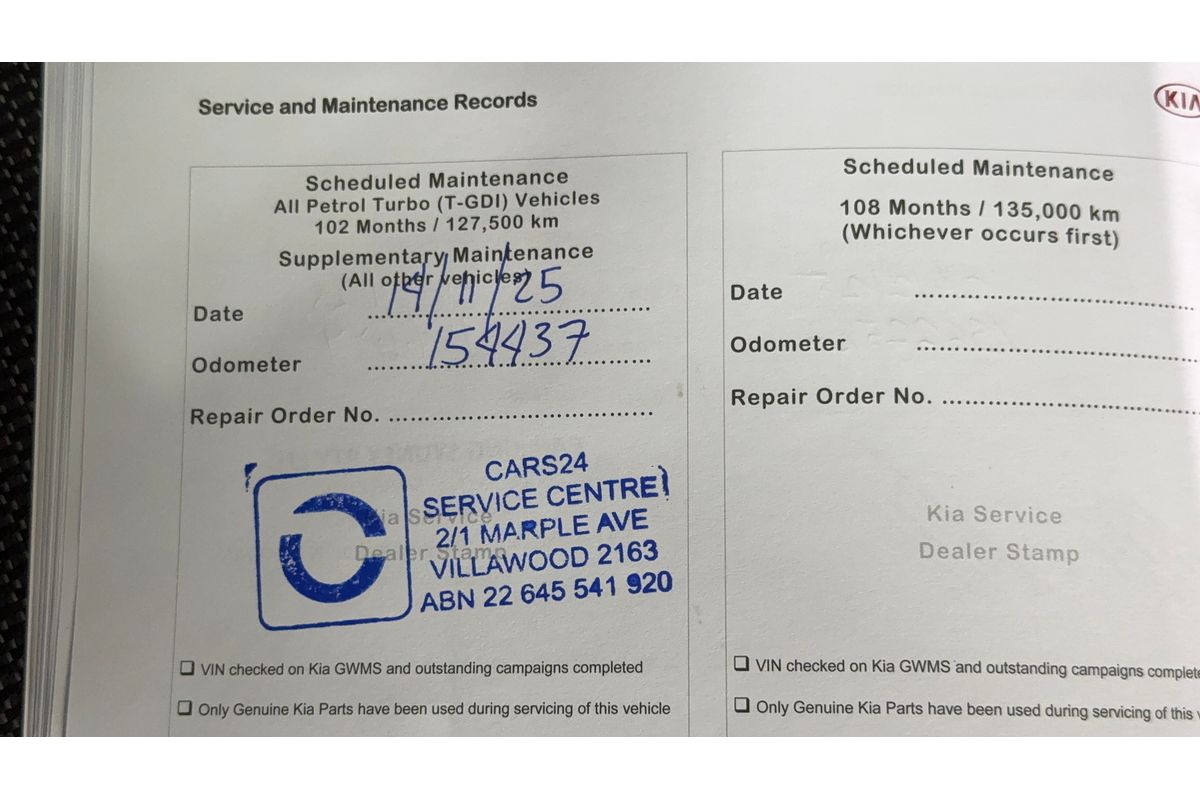 Service and Maintenance Records
KIA
Scheduled Maintenance
All Petrol Turbo (T-GDI) Vehicles
102 Months / 127,500 km
Supplementary Maintenance
(All other vehicles)
Date 14/11/25
Odometer 154437
Repair Order No.
Kia Service
Dealer Stamp
CARS24
SERVICE CENTRE
2/1 MARPLE AVE
VILLAWOOD 2163
ABN 22 645 541 920
VIN checked on Kia GWMS and outstanding campaigns completed
Only Genuine Kia Parts have been used during servicing of this vehicle
Scheduled Maintenance
108 Months / 135,000 km
(Whichever occurs first)
Date
Odometer
Repair Order No.
Kia Service
Dealer Stamp
VIN checked on Kia GWMS and outstanding campaigns complete
Only Genuine Kia Parts have been used during servicing of this